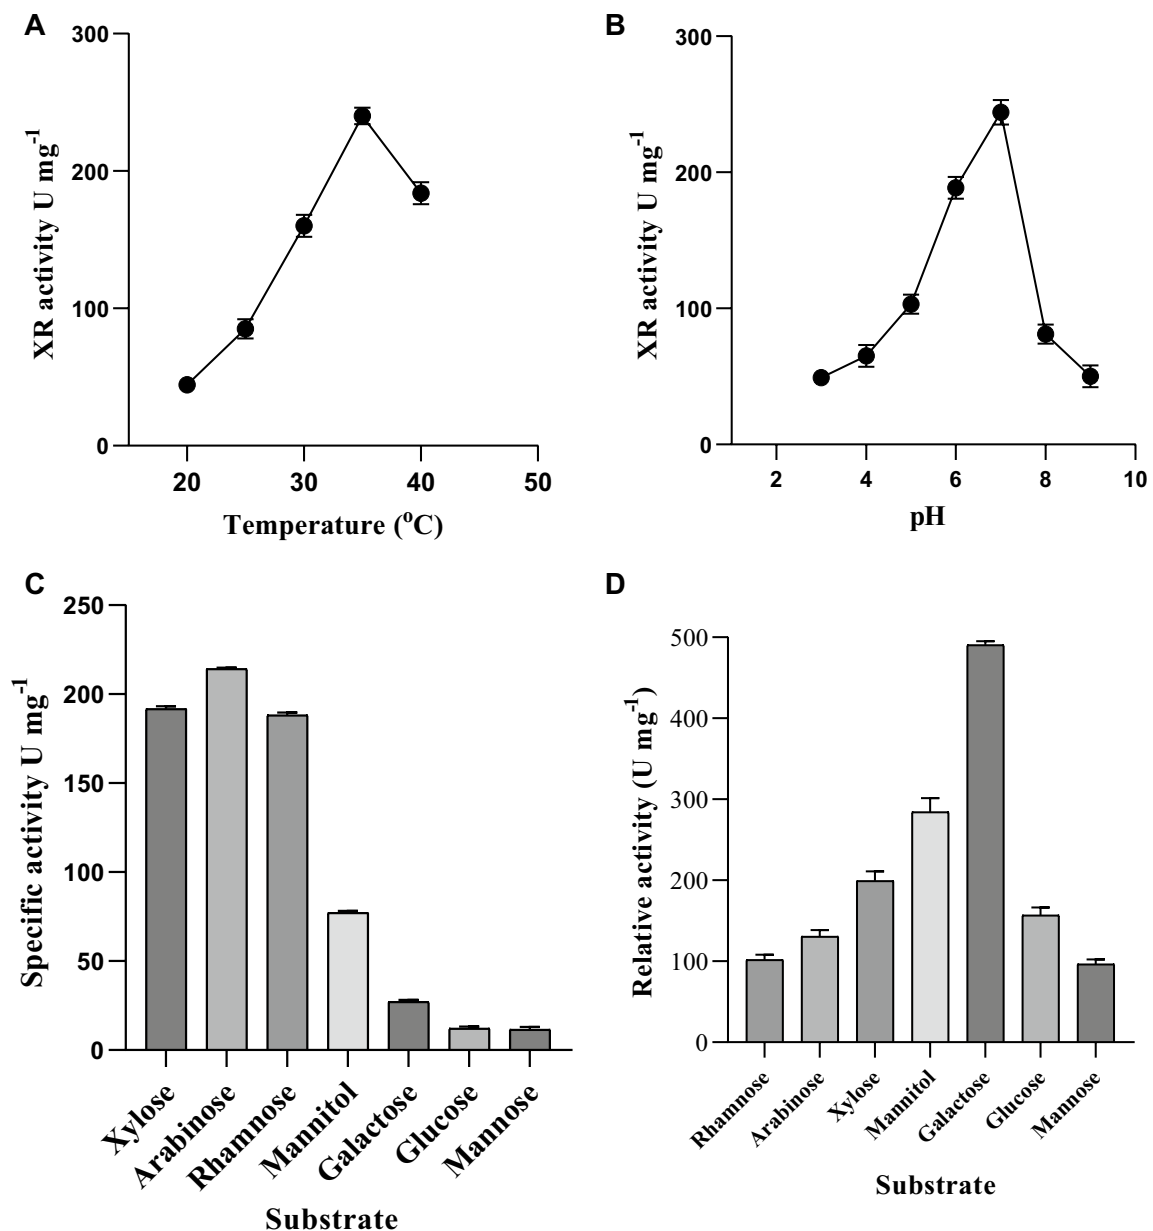 A
XR activity U mg⁻¹
300
200
100
0
20
30
40
50
Temperature (°C)
B
XR activity U mg⁻¹
300
200
100
0
2
4
6
8
10
pH
C
Specific activity U mg⁻¹
250
200
150
100
50
0
Xylose
Arabinose
Rhamnose
Mannitol
Galactose
Glucose
Mannose
Substrate
D
Relative activity (U mg⁻¹)
500
400
300
200
100
0
Rhamnose
Arabinose
Xylose
Mannitol
Galactose
Glucose
Mannose
Substrate